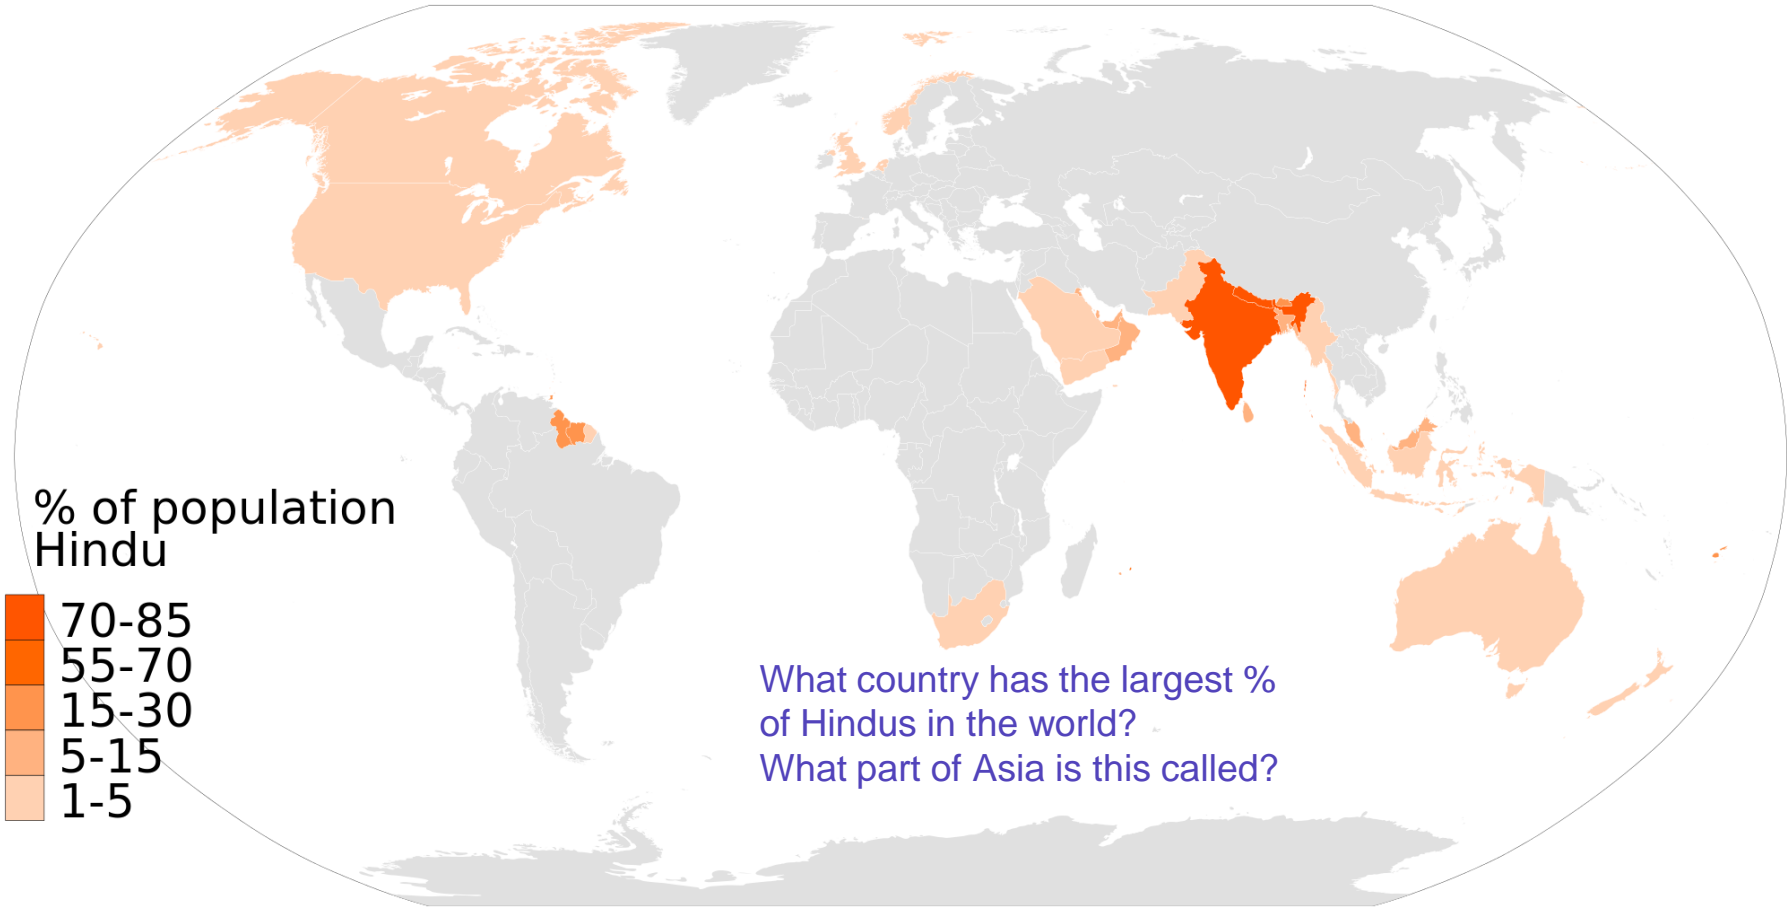 % of population
Hindu
70-85
55-70
15-30
5-15
1-5
What country has the largest %
of Hindus in the world?
What part of Asia is this called?